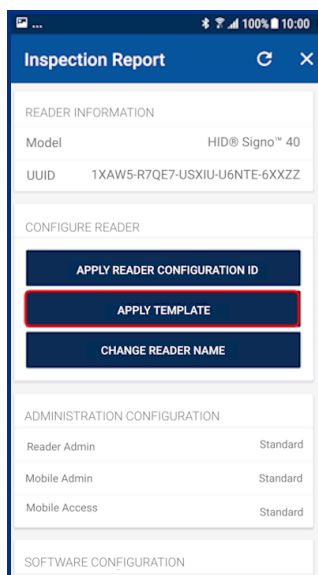 ... 100% 10:00
Inspection Report
READER INFORMATION
Model HID® Signo™ 40
UUID 1XAW5-R7QE7-USXIU-U6NTE-6XXZZ
CONFIGURE READER
APPLY READER CONFIGURATION ID
APPLY TEMPLATE
CHANGE READER NAME
ADMINISTRATION CONFIGURATION
Reader Admin Standard
Mobile Admin Standard
Mobile Access Standard
SOFTWARE CONFIGURATION